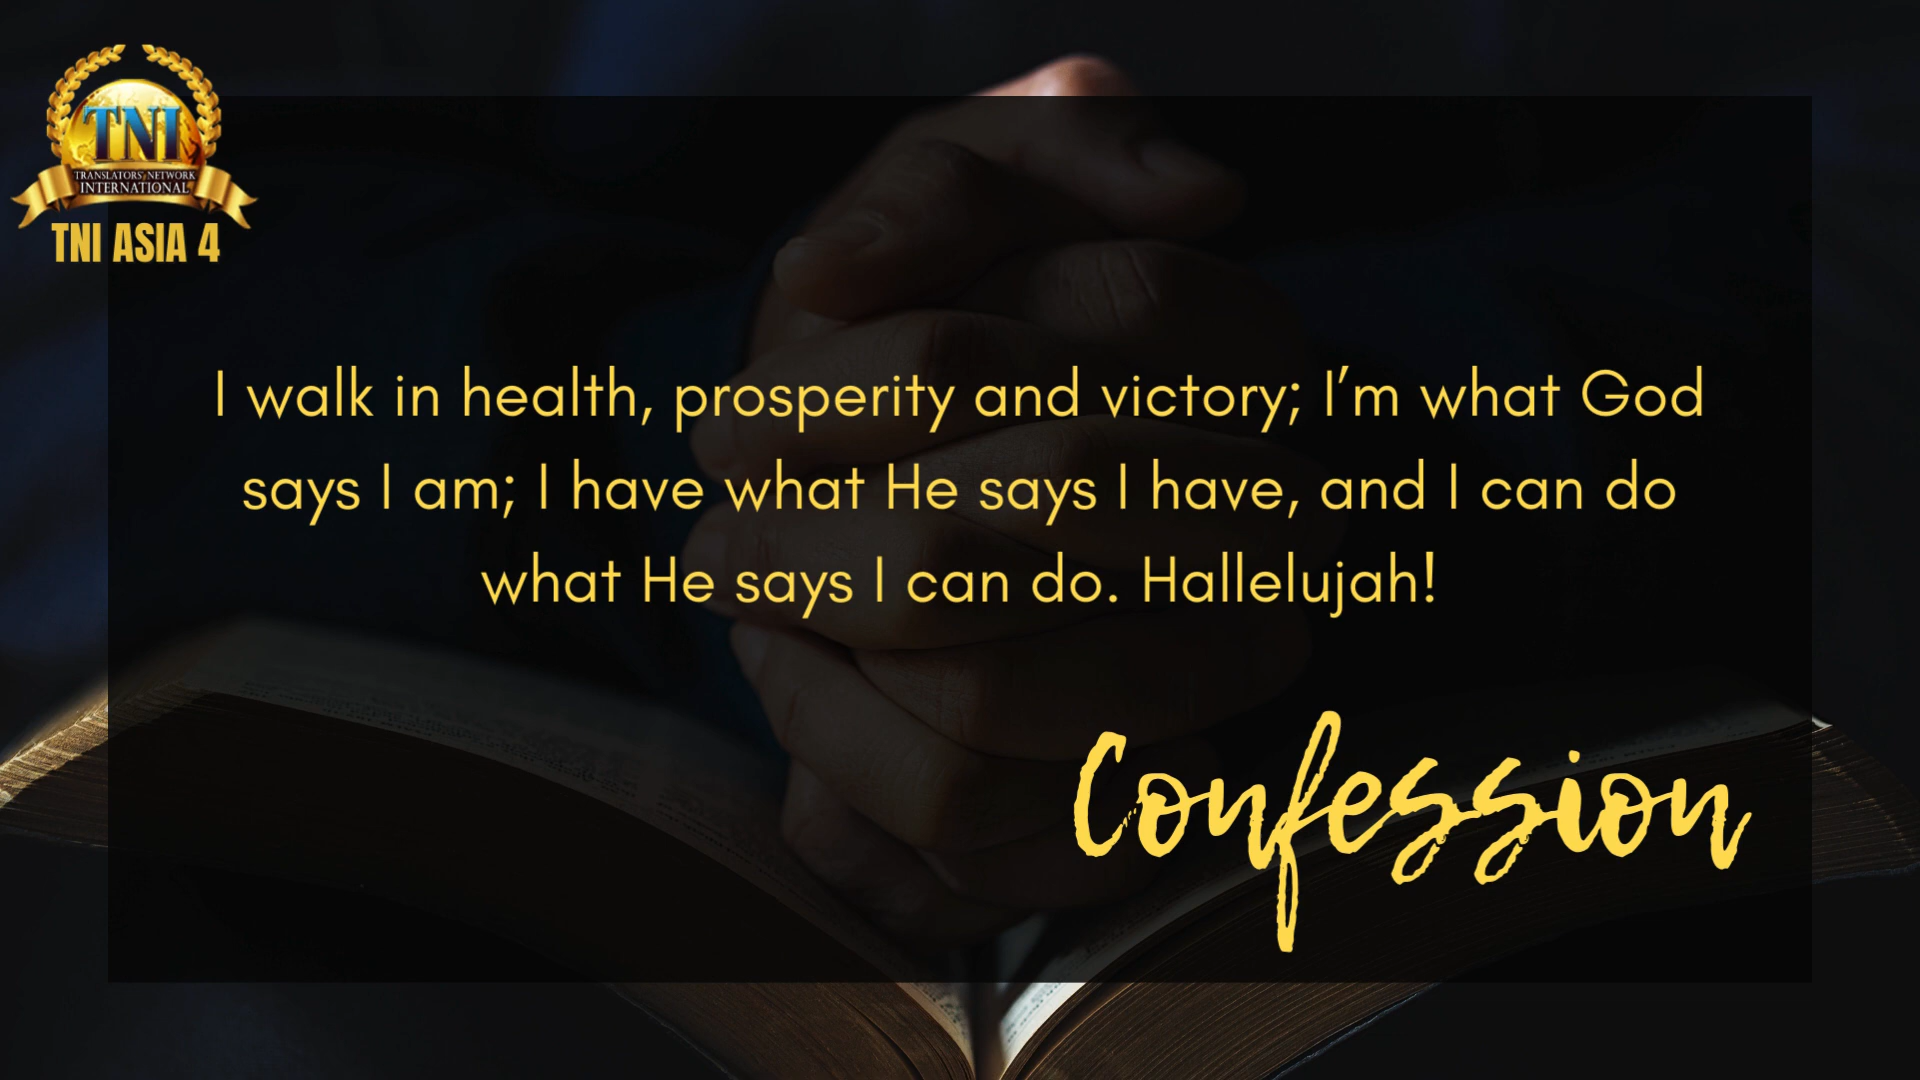 TNI
TRANSLATORS' NETWORK
INTERNATIONAL
TNI ASIA 4
I walk in health, prosperity and victory; I’m what God
says I am; I have what He says I have, and I can do
what He says I can do. Hallelujah!
Confession